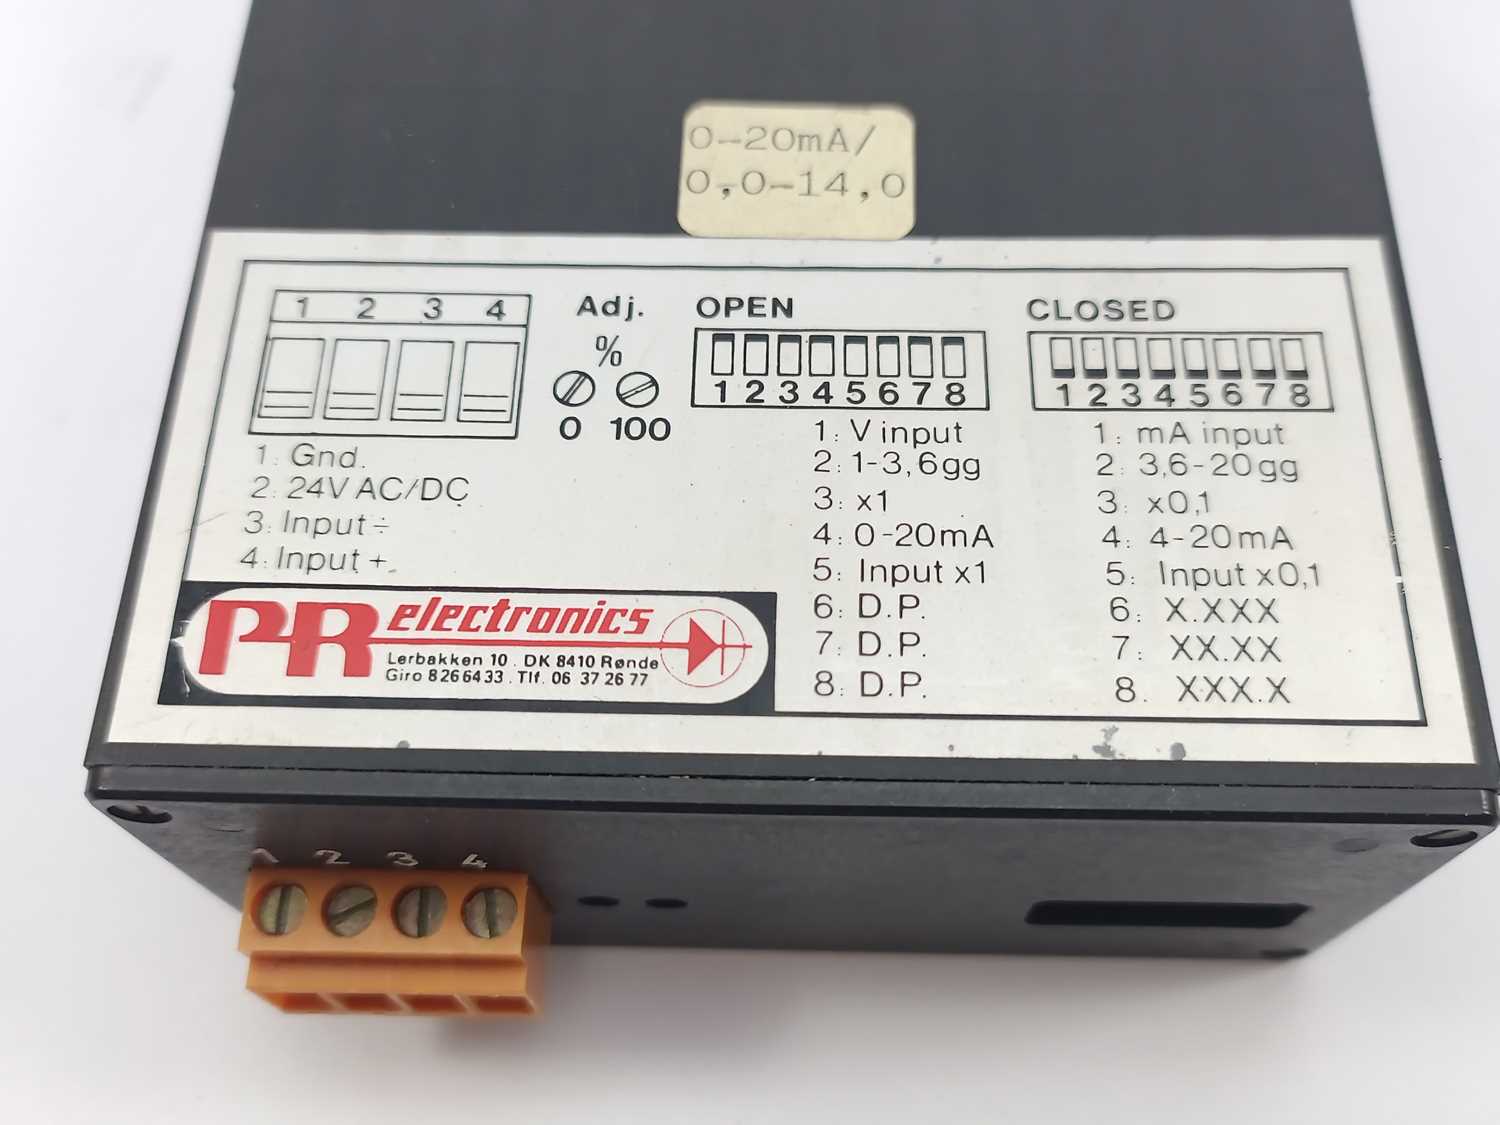 0-20mA/
0,0-14,0
1 2 3 4
Adj.
%
0 100
OPEN
1 2 3 4 5 6 7 8
CLOSED
1 2 3 4 5 6 7 8
1: Gnd.
2: 24V AC/DC
3: Input ÷
4: Input +
1: V input
2: 1-3,6gg
3: x1
4: 0-20mA
5: Input x1
6: D.P.
7: D.P.
8: D.P.
1: mA input
2: 3,6-20gg
3: x0,1
4: 4-20mA
5: Input x0,1
6: X.XXX
7: XX.XX
8. XXX.X
PR electronics
Lerbakken 10 . DK 8410 Rønde
Giro 8 26 64 33 . Tlf. 06 37 26 77
1 2 3 4